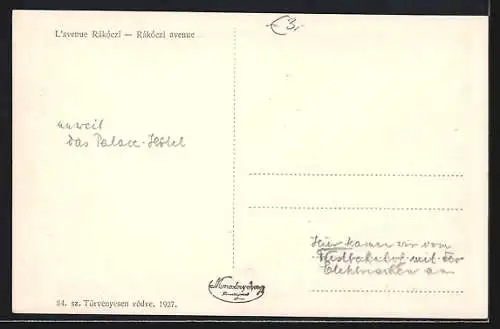 L'avenue Rákóczi — Rákóczi avenue
unweit
das Palace-Hotel
Hier kamen wir vom
Westbahnhof mit der
Elektrischen an
84. sz. Törvényesen védve. 1927.